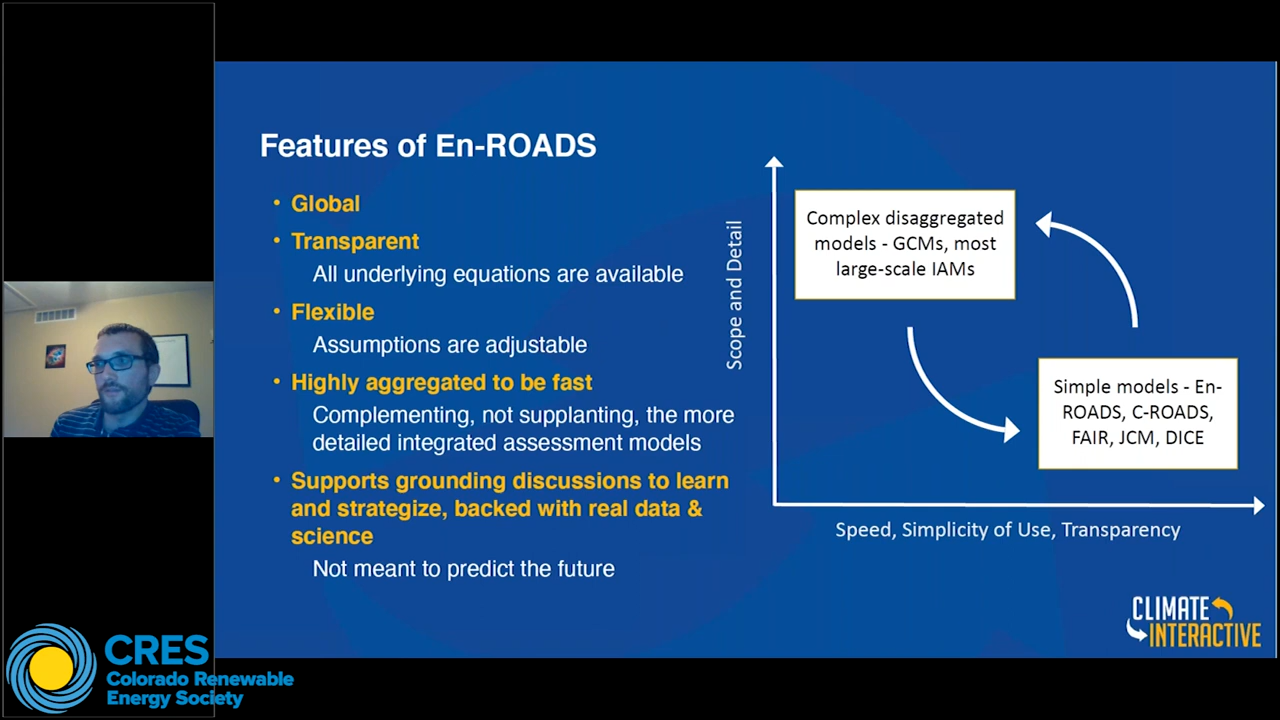 Features of En-ROADS
• Global
• Transparent
All underlying equations are available
• Flexible
Assumptions are adjustable
• Highly aggregated to be fast
Complementing, not supplanting, the more
detailed integrated assessment models
• Supports grounding discussions to learn
and strategize, backed with real data &
science
Not meant to predict the future
Scope and Detail
Complex disaggregated
models - GCMs, most
large-scale IAMs
Simple models - En-
ROADS, C-ROADS,
FAIR, JCM, DICE
Speed, Simplicity of Use, Transparency
CLIMATE
INTERACTIVE
CRES
Colorado Renewable
Energy Society